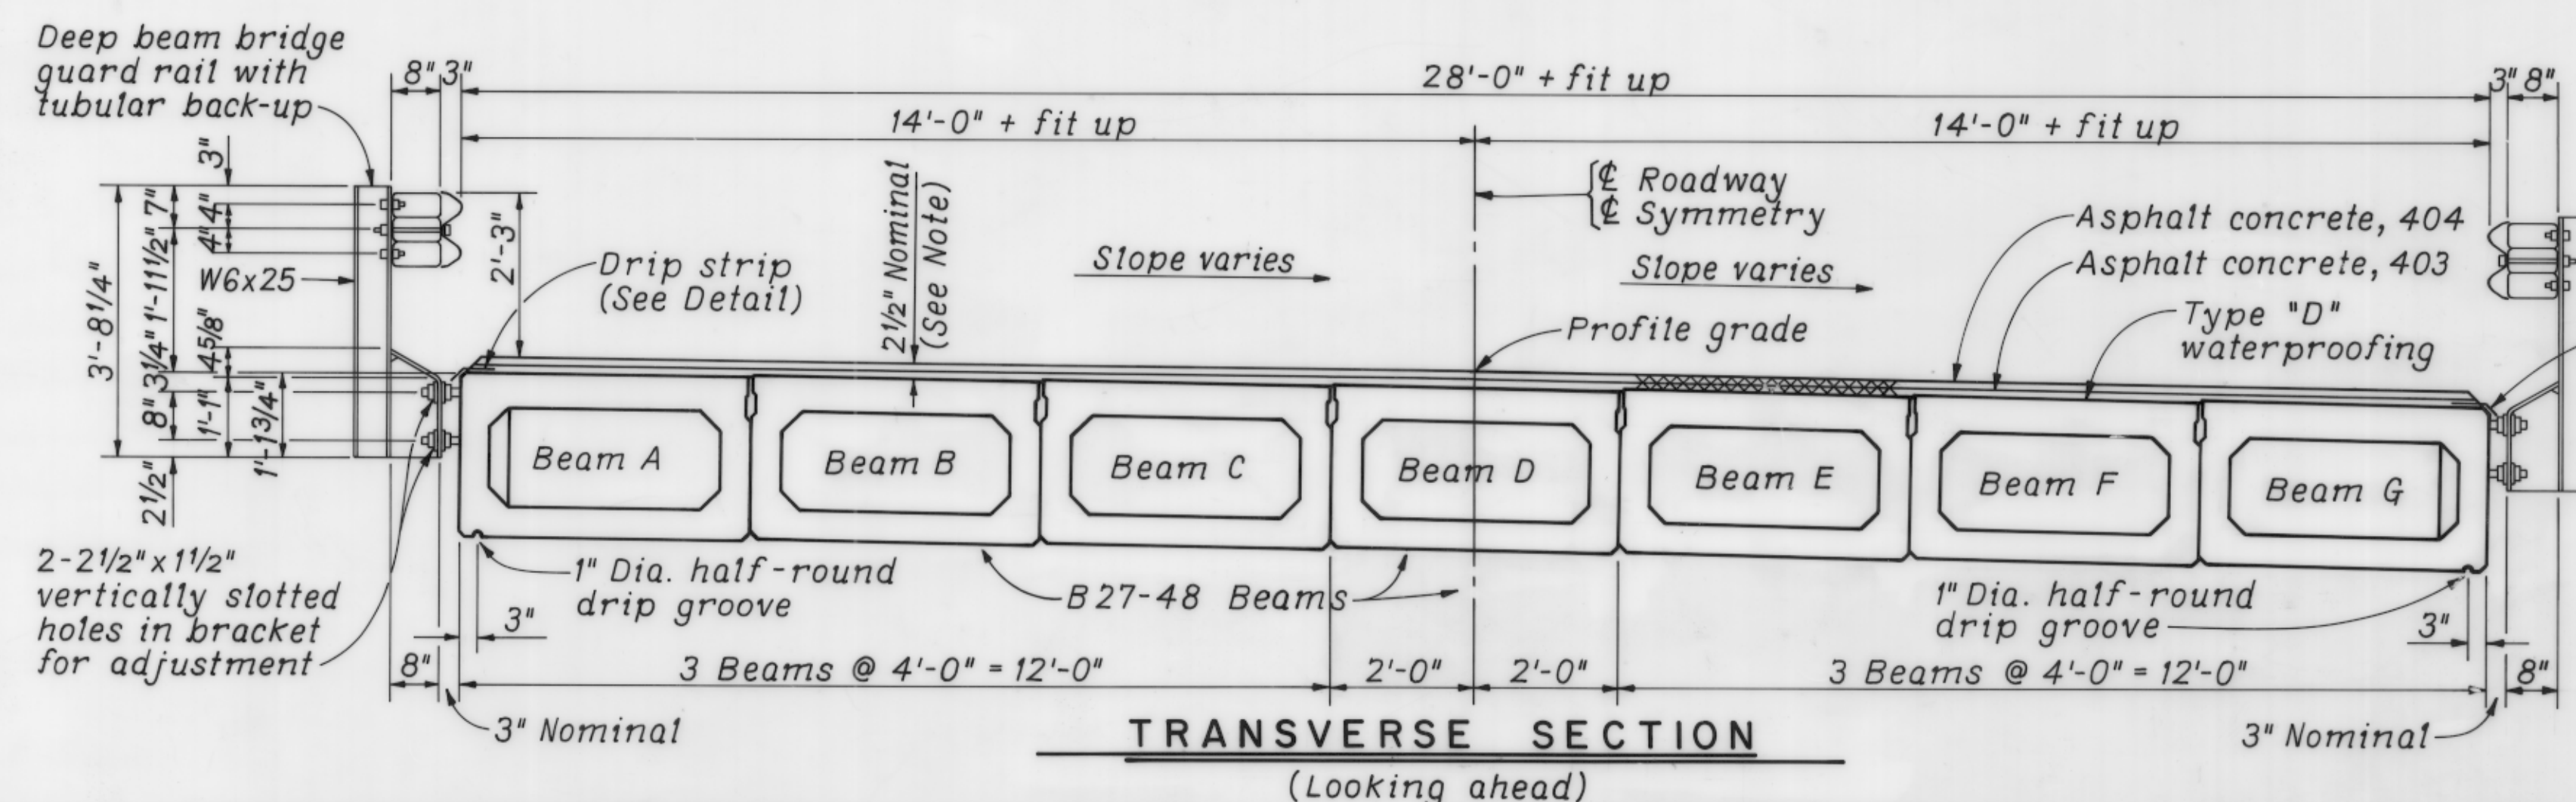 Deep beam bridge
guard rail with
tubular back-up
8" 3"
28'-0" + fit up
3" 8"
14'-0" + fit up
14'-0" + fit up
3"
7"
4"
4"
1'-11 1/2"
3'-8 1/4"
W6x25
4 5/8"
3 1/4"
8"
1'-1"
1'-1 3/4"
2 1/2"
2'-3"
Drip strip
(See Detail)
2 1/2" Nominal
(See Note)
Slope varies
℄ Roadway
℄ Symmetry
Slope varies
Profile grade
Asphalt concrete, 404
Asphalt concrete, 403
Type "D"
waterproofing
Beam A
Beam B
Beam C
Beam D
Beam E
Beam F
Beam G
2-2 1/2" x 1 1/2"
vertically slotted
holes in bracket
for adjustment
1" Dia. half-round
drip groove
3"
B27-48 Beams
1" Dia. half-round
drip groove
3"
8"
3 Beams @ 4'-0" = 12'-0"
2'-0"
2'-0"
3 Beams @ 4'-0" = 12'-0"
8"
3" Nominal
3" Nominal
TRANSVERSE SECTION
(Looking ahead)